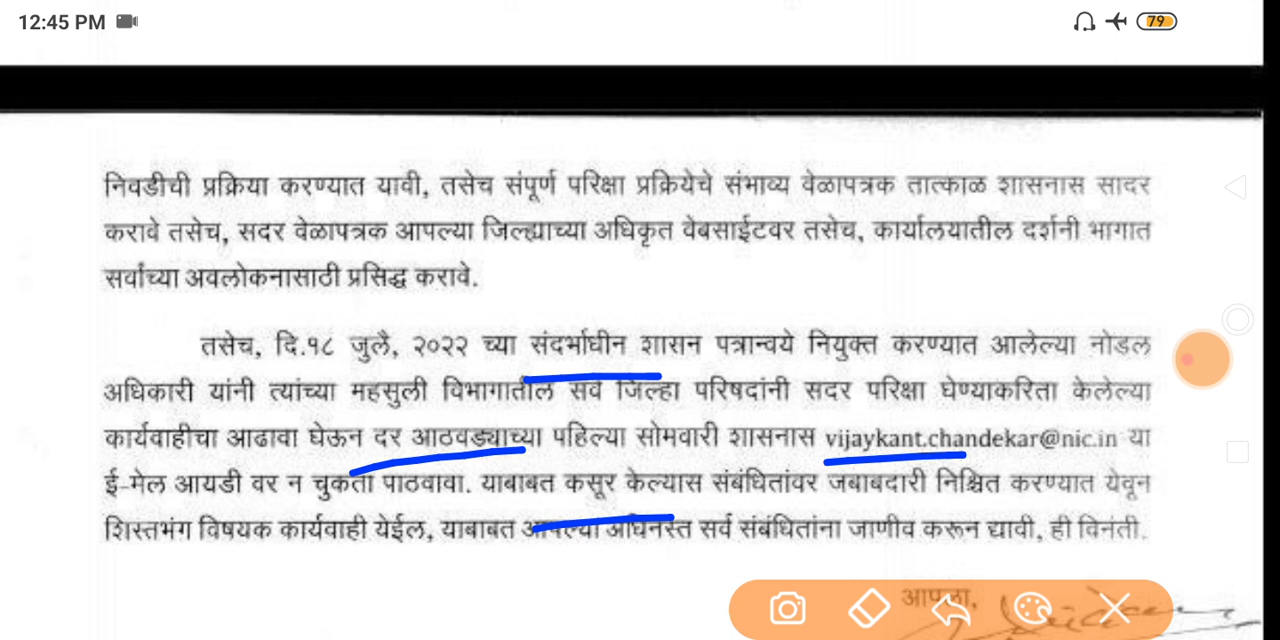 12:45 PM
79
निवडीची प्रक्रिया करण्यात यावी, तसेच संपूर्ण परिक्षा प्रक्रियेचे संभाव्य वेळापत्रक तात्काळ शासनास सादर
करावे तसेच, सदर वेळापत्रक आपल्या जिल्ह्याच्या अधिकृत वेबसाईटवर तसेच, कार्यालयातील दर्शनी भागात
सर्वांच्या अवलोकनासाठी प्रसिद्ध करावे.
तसेच, दि.१८ जुलै, २०२२ च्या संदर्भाधीन शासन पत्रान्वये नियुक्त करण्यात आलेल्या नोडल
अधिकारी यांनी त्यांच्या महसुली विभागातील सर्व जिल्हा परिषदांनी सदर परिक्षा घेण्याकरिता केलेल्या
कार्यवाहीचा आढावा घेऊन दर आठवड्याच्या पहिल्या सोमवारी शासनास vijaykant.chandekar@nic.in या
ई-मेल आयडी वर न चुकता पाठवावा. याबाबत कसूर केल्यास संबंधितांवर जबाबदारी निश्चित करण्यात येवून
शिस्तभंग विषयक कार्यवाही येईल, याबाबत आपल्या अधिनस्त सर्व संबंधितांना जाणीव करून द्यावी, ही विनंती.
आपला,